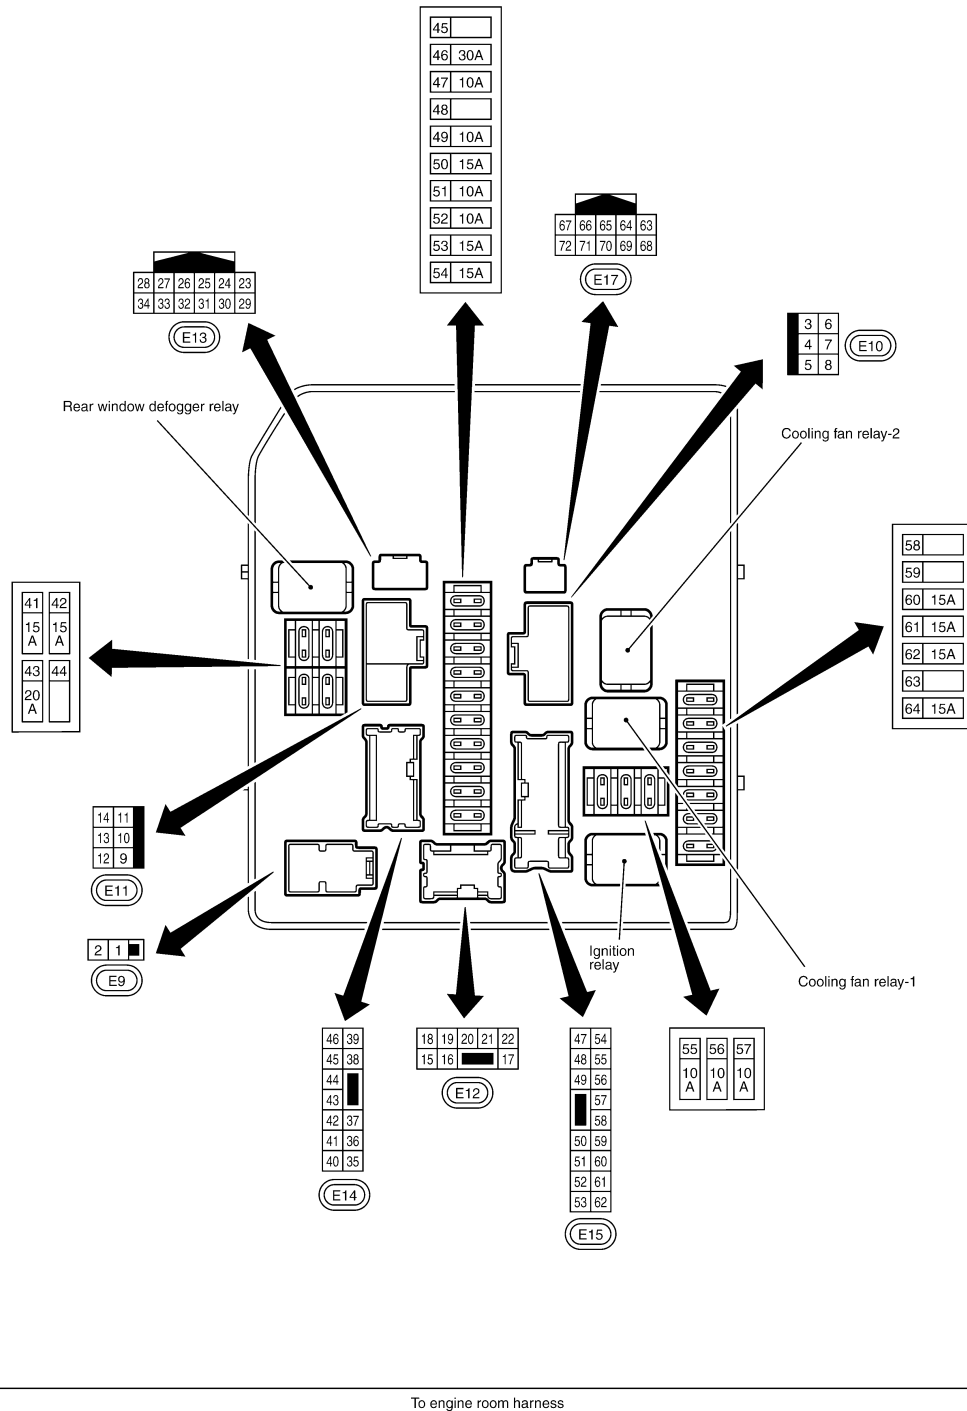 45
46 30A
47 10A
48
49 10A
50 15A
51 10A
52 10A
53 15A
54 15A
67 66 65 64 63
72 71 70 69 68
E17
28 27 26 25 24 23
34 33 32 31 30 29
E13
3 6
4 7
5 8
E10
Rear window defogger relay
Cooling fan relay-2
58
59
60 15A
61 15A
62 15A
63
64 15A
41 42
15 15
A A
43 44
20
A
14 11
13 10
12 9
E11
2 1
E9
Ignition
relay
Cooling fan relay-1
46 39
45 38
44
43
42 37
41 36
40 35
E14
18 19 20 21 22
15 16 17
E12
47 54
48 55
49 56
57
58
50 59
51 60
52 61
53 62
E15
55 56 57
10 10 10
A A A
To engine room harness